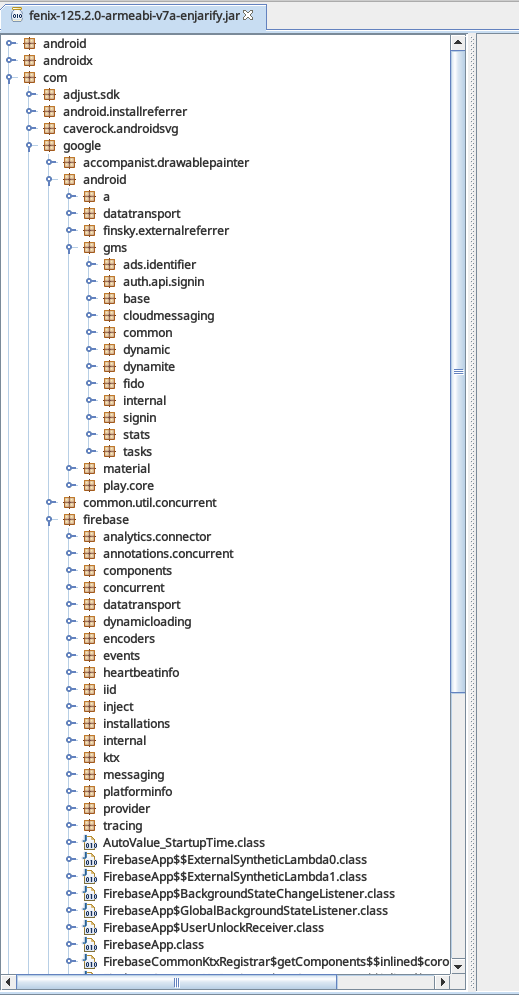 fenix-125.2.0-armeabi-v7a-enjarify.jar
android
androidx
com
adjust.sdk
android.installreferrer
caverock.androidsvg
google
accompanist.drawablepainter
android
a
datatransport
finsky.externalreferrer
gms
ads.identifier
auth.api.signin
base
cloudmessaging
common
dynamic
dynamite
fido
internal
signin
stats
tasks
material
play.core
common.util.concurrent
firebase
analytics.connector
annotations.concurrent
components
concurrent
datatransport
dynamicloading
encoders
events
heartbeatinfo
iid
inject
installations
internal
ktx
messaging
platforminfo
provider
tracing
AutoValue_StartupTime.class
FirebaseApp$$ExternalSyntheticLambda0.class
FirebaseApp$$ExternalSyntheticLambda1.class
FirebaseApp$BackgroundStateChangeListener.class
FirebaseApp$GlobalBackgroundStateListener.class
FirebaseApp$UserUnlockReceiver.class
FirebaseApp.class
FirebaseCommonKtxRegistrar$getComponents$$inlined$coro